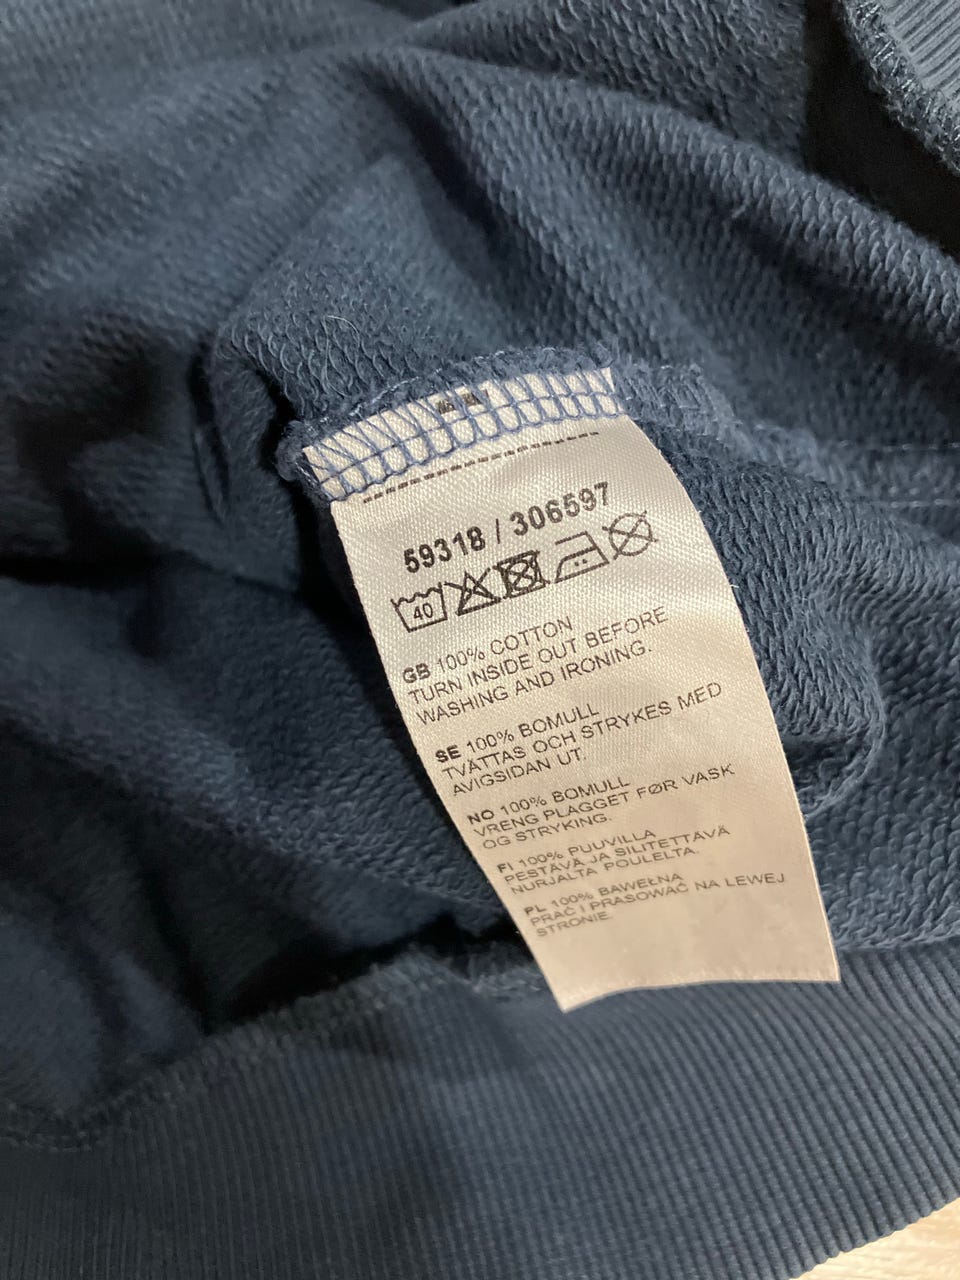 59318 / 306597
40
GB 100% COTTON
TURN INSIDE OUT BEFORE
WASHING AND IRONING.
SE 100% BOMULL
TVÄTTAS OCH STRYKES MED
AVIGSIDAN UT.
NO 100% BOMULL
VRENG PLAGGET FØR VASK
OG STRYKING.
FI 100% PUUVILLA
PESTÄVÄ JA SILITETTÄVÄ
NURJALTA PUOLELTA.
PL 100% BAWEŁNA
PRAĆ I PRASOWAĆ NA LEWEJ
STRONIE.